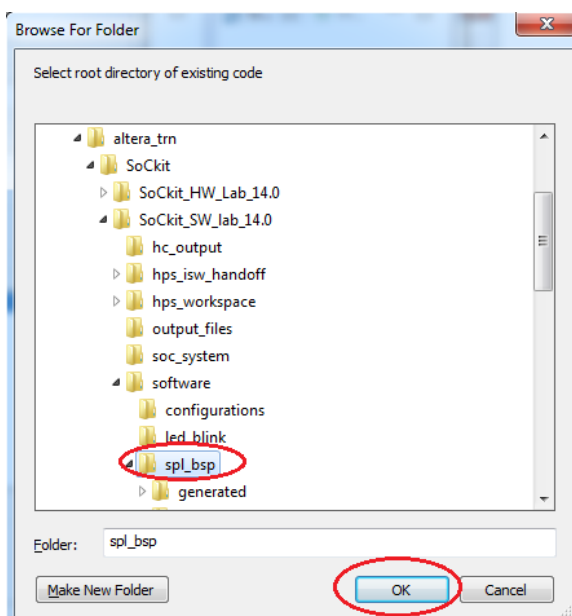 Browse For Folder
Select root directory of existing code
altera_trn
SoCkit
SoCkit_HW_Lab_14.0
SoCkit_SW_lab_14.0
hc_output
hps_isw_handoff
hps_workspace
output_files
soc_system
software
configurations
led_blink
spl_bsp
generated
Folder: spl_bsp
Make New Folder OK Cancel